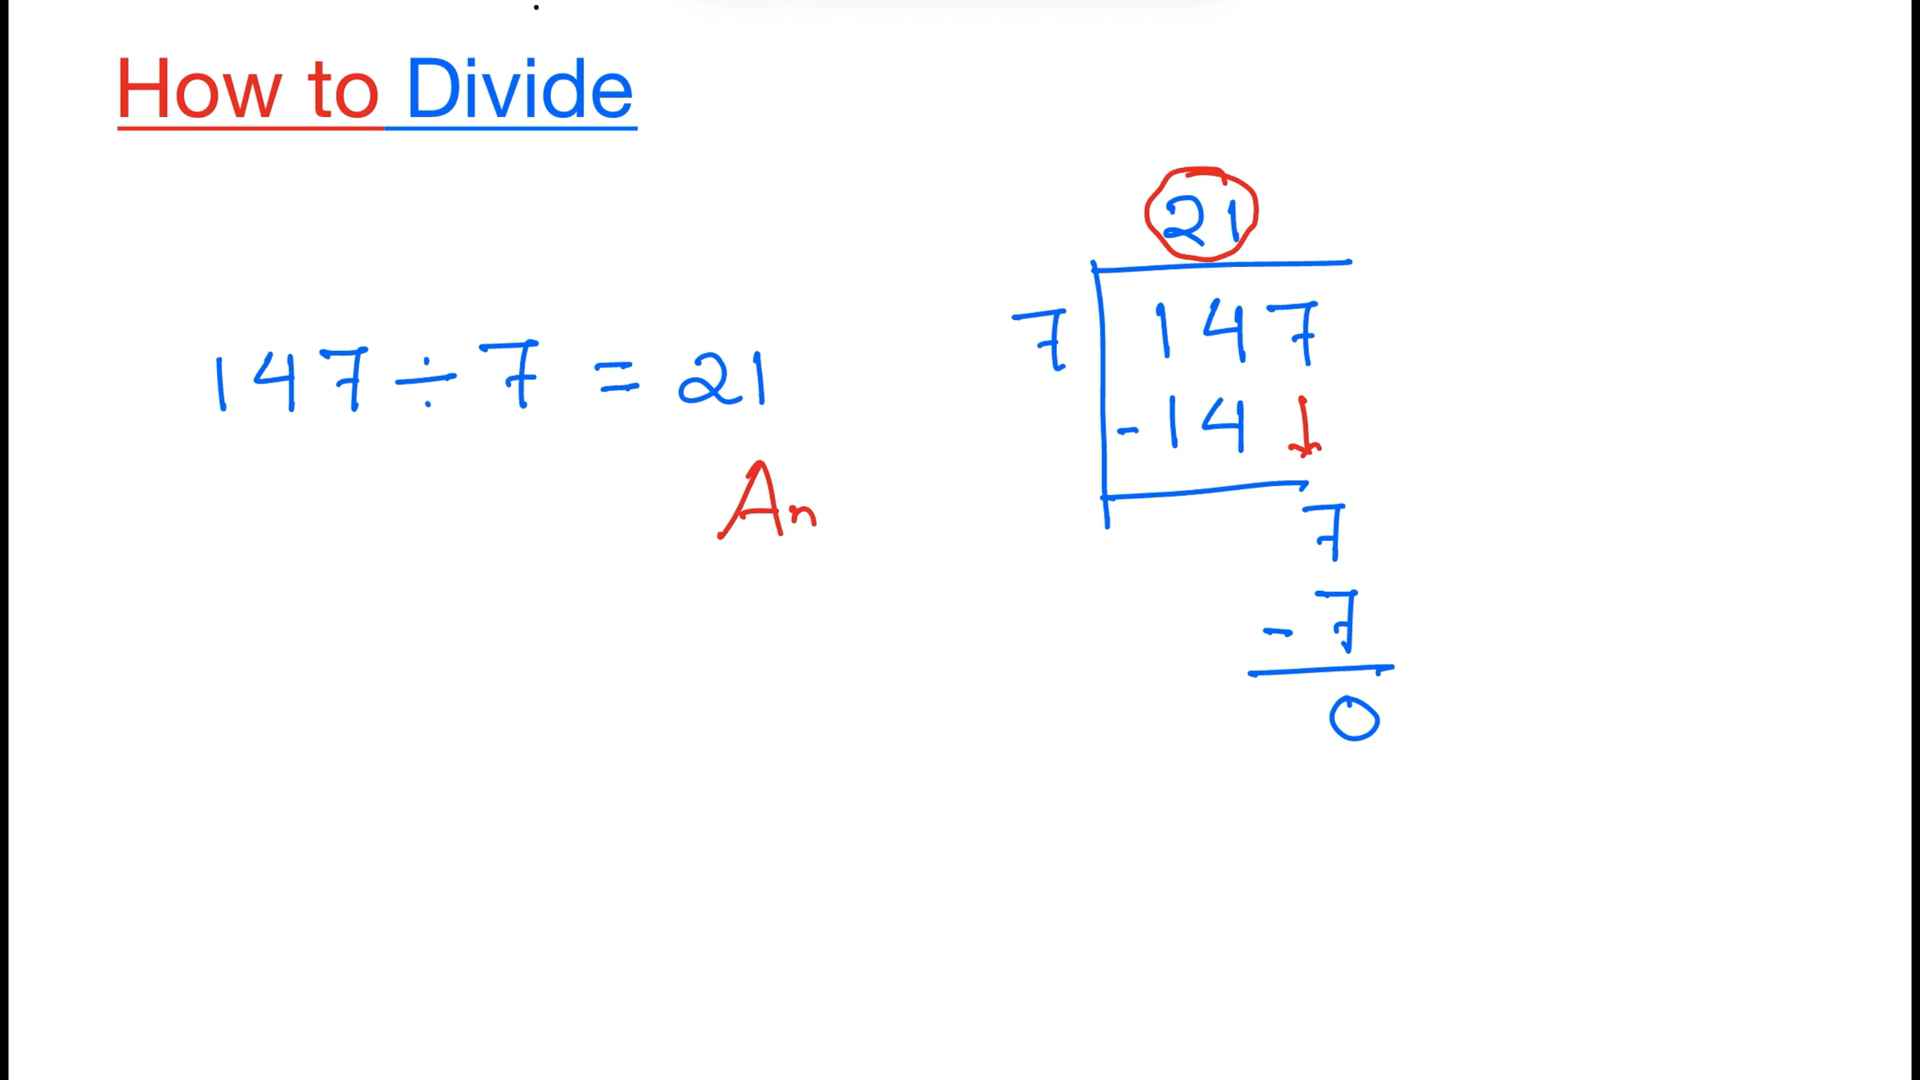 How to Divide
147 ÷ 7 = 21
An
21
7 147
- 14
7
- 7
0